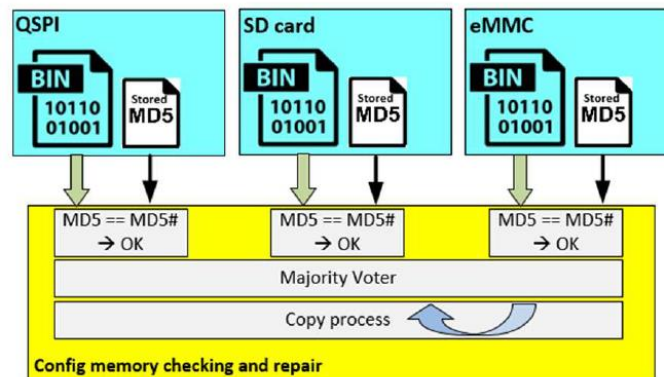 QSPI
SD card
eMMC
BIN
10110
01001
Stored
MD5
BIN
10110
01001
Stored
MD5
BIN
10110
01001
Stored
MD5
MD5 == MD5#
→ OK
MD5 == MD5#
→ OK
MD5 == MD5#
→ OK
Majority Voter
Copy process
Config memory checking and repair